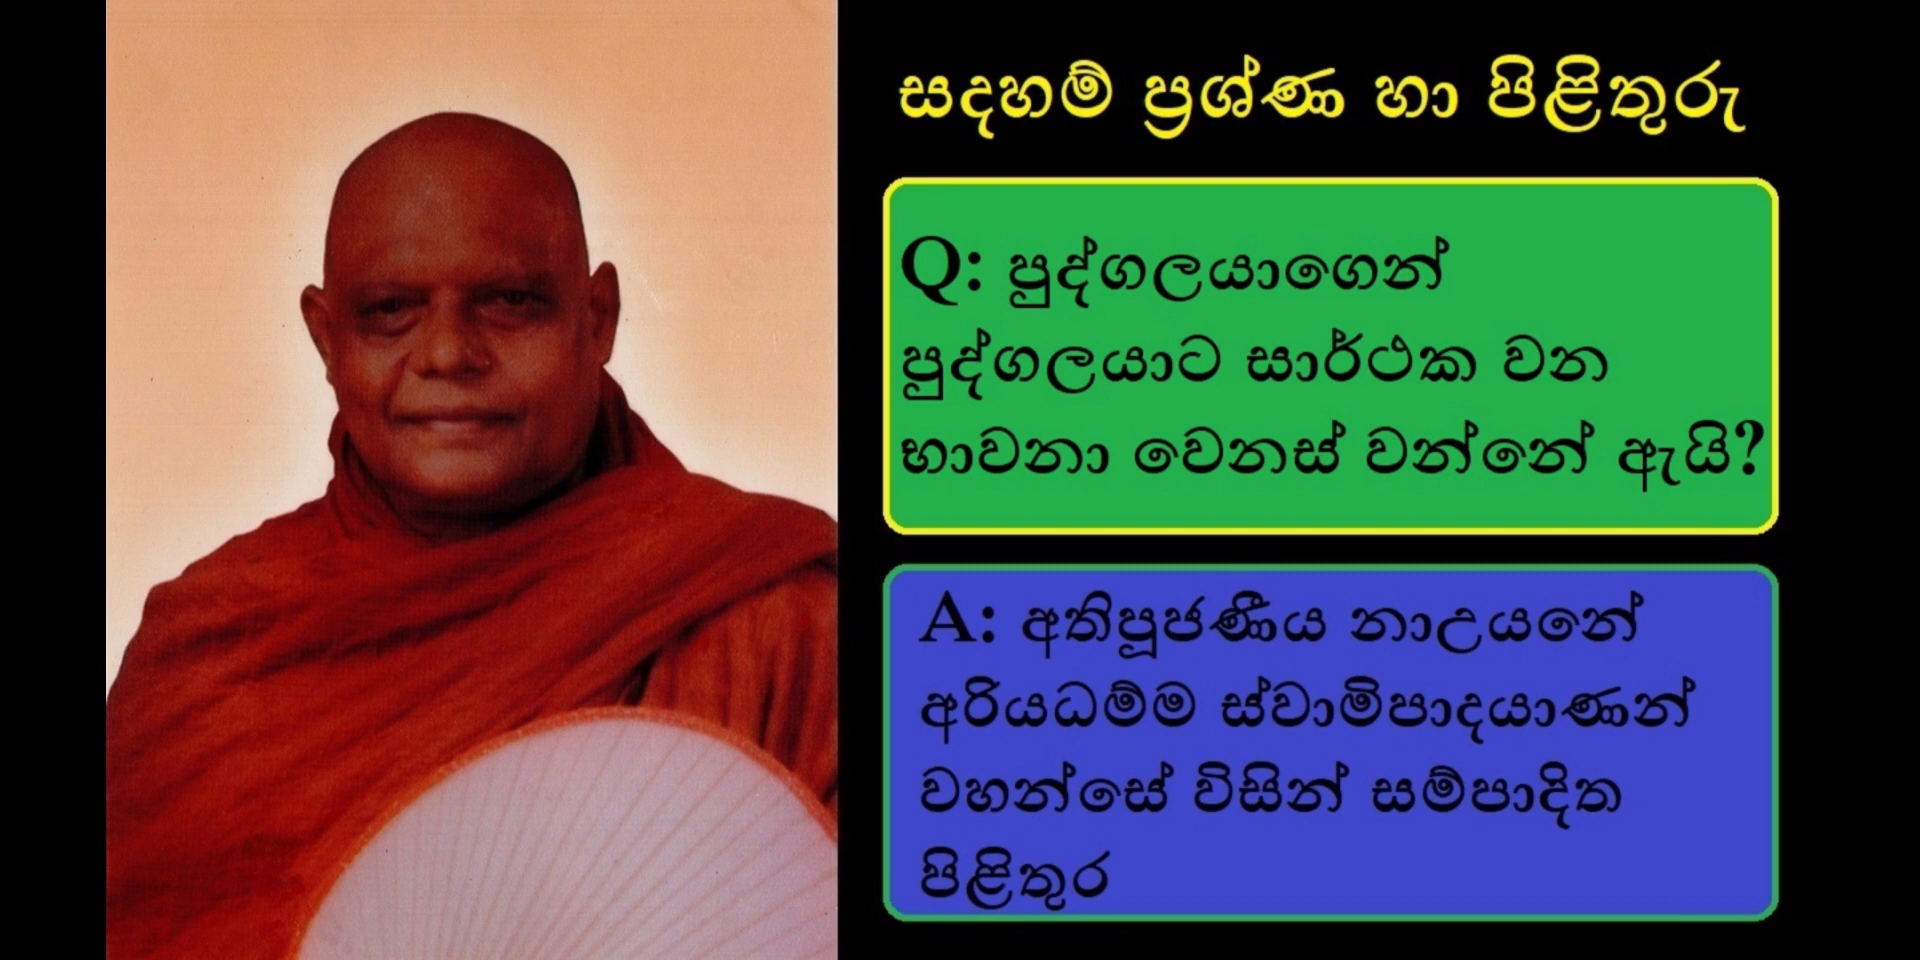 සදහම් ප්‍රශ්ණ හා පිළිතුරු
Q: පුද්ගලයාගෙන්
පුද්ගලයාට සාර්ථක වන
භාවනා වෙනස් වන්නේ ඇයි?
A: අතිපූජණීය නාඋයනේ
අරියධම්ම ස්වාමිපාදයාණන්
වහන්සේ විසින් සම්පාදිත
පිළිතුර